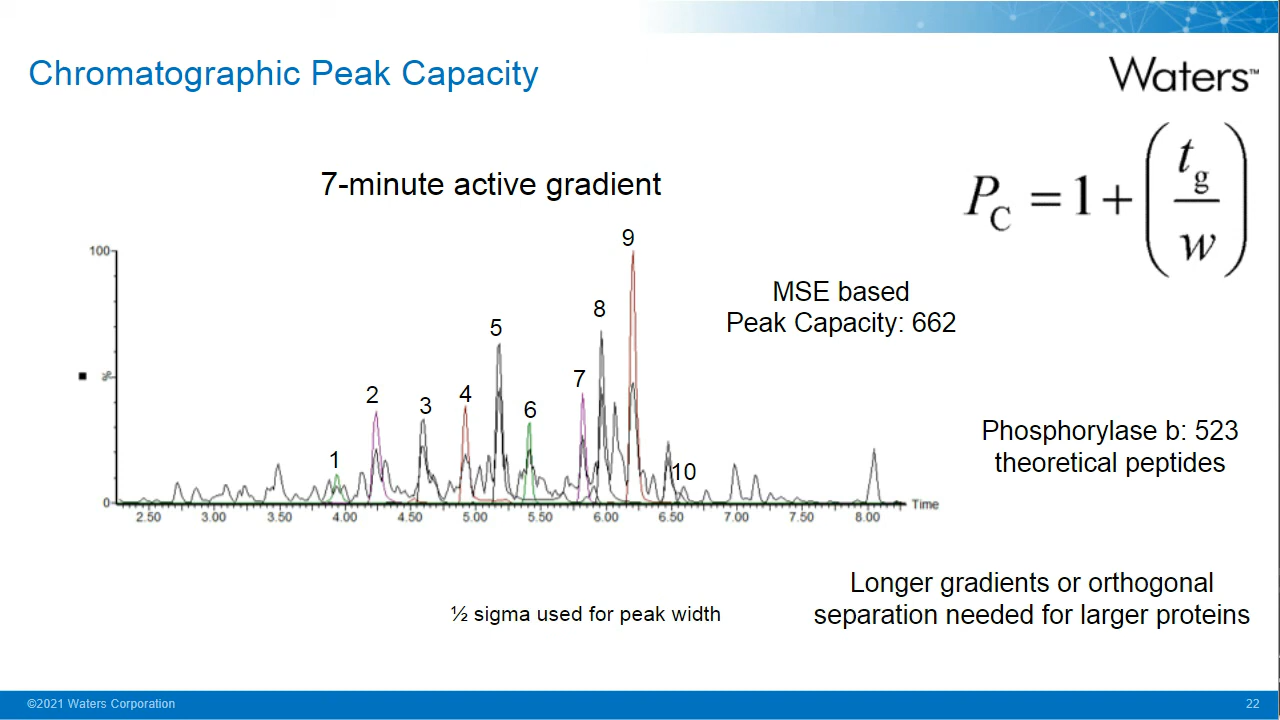 Chromatographic Peak Capacity
Waters™
7-minute active gradient
P_C = 1 + (t_g / w)
MSE based
Peak Capacity: 662
Phosphorylase b: 523
theoretical peptides
Longer gradients or orthogonal
separation needed for larger proteins
100
%
0
1
2
3
4
5
6
7
8
9
10
2.50 3.00 3.50 4.00 4.50 5.00 5.50 6.00 6.50 7.00 7.50 8.00 Time
½ sigma used for peak width
©2021 Waters Corporation
22